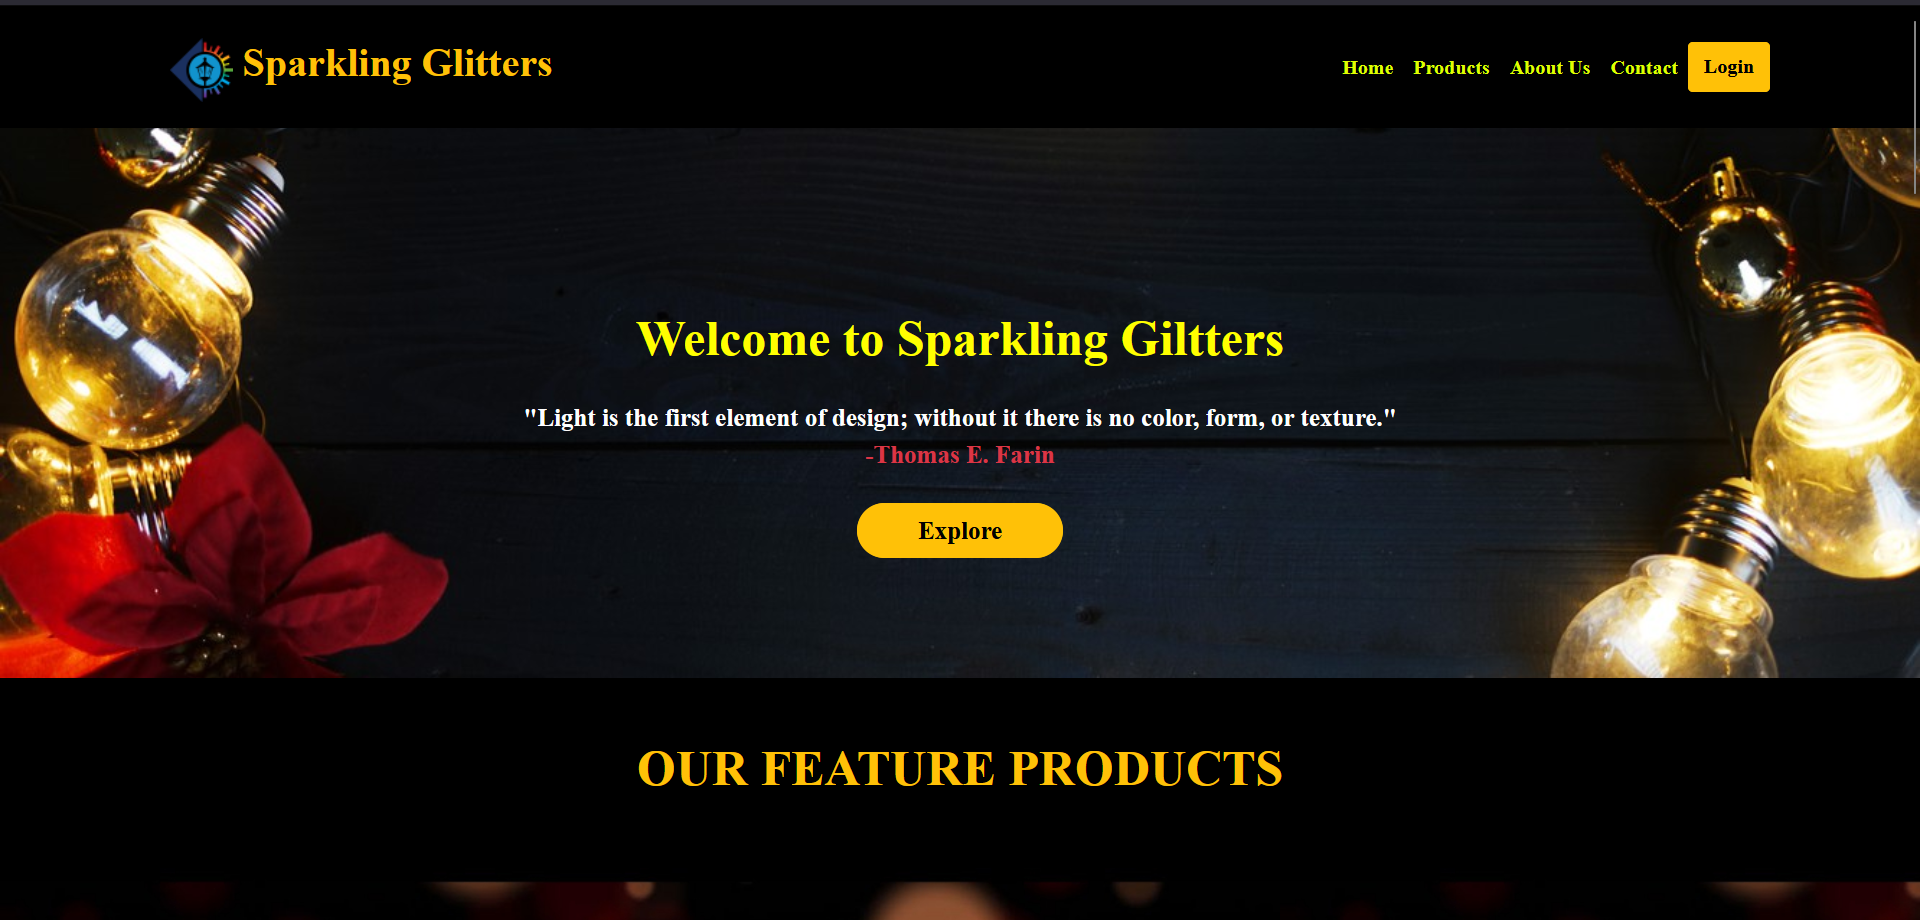 Sparkling Glitters
Home Products About Us Contact Login
Welcome to Sparkling Giltters
"Light is the first element of design; without it there is no color, form, or texture."
-Thomas E. Farin
Explore
OUR FEATURE PRODUCTS